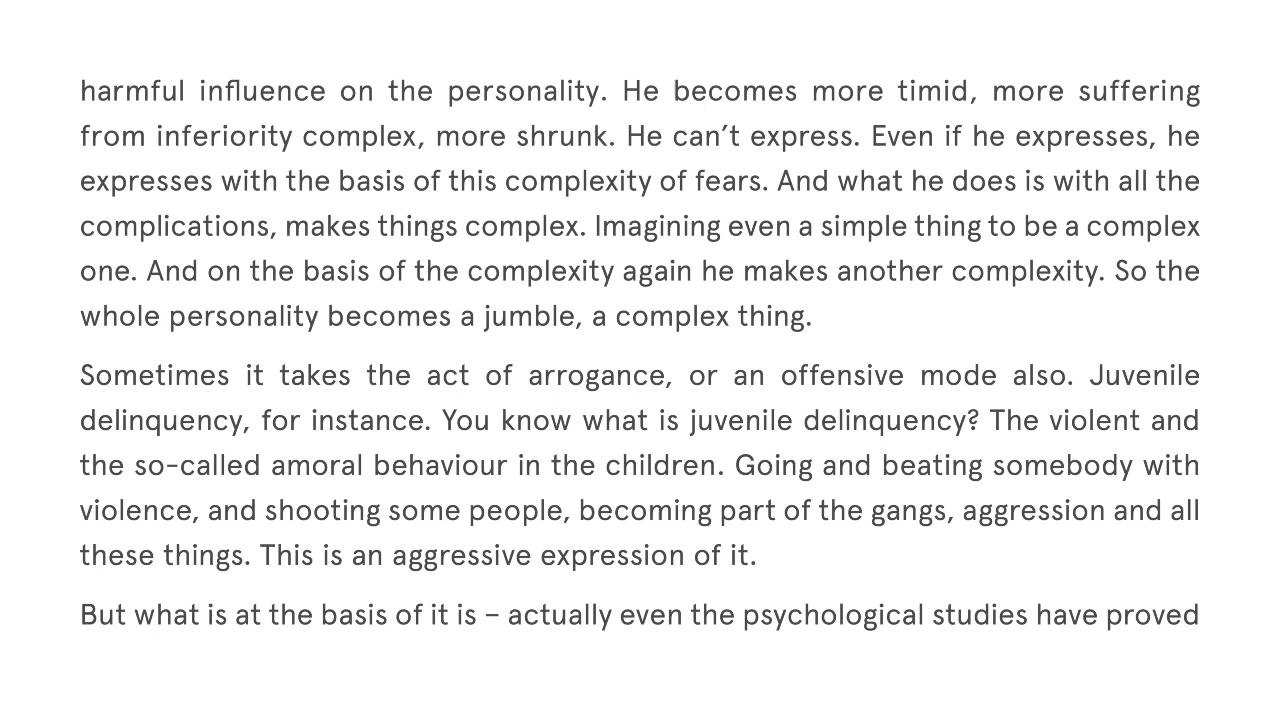 harmful influence on the personality. He becomes more timid, more suffering
from inferiority complex, more shrunk. He can’t express. Even if he expresses, he
expresses with the basis of this complexity of fears. And what he does is with all the
complications, makes things complex. Imagining even a simple thing to be a complex
one. And on the basis of the complexity again he makes another complexity. So the
whole personality becomes a jumble, a complex thing.
Sometimes it takes the act of arrogance, or an offensive mode also. Juvenile
delinquency, for instance. You know what is juvenile delinquency? The violent and
the so-called amoral behaviour in the children. Going and beating somebody with
violence, and shooting some people, becoming part of the gangs, aggression and all
these things. This is an aggressive expression of it.
But what is at the basis of it is – actually even the psychological studies have proved